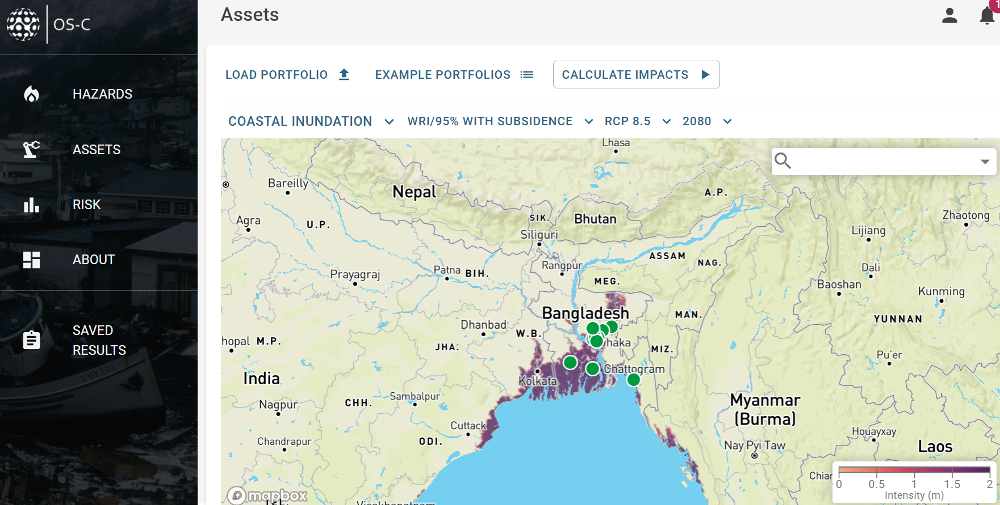 OS-C
Assets
1
HAZARDS
ASSETS
RISK
ABOUT
SAVED
RESULTS
YUKON
LOAD PORTFOLIO
EXAMPLE PORTFOLIOS
CALCULATE IMPACTS
COASTAL INUNDATION
WRI/95% WITH SUBSIDENCE
RCP 8.5
2080
Lhasa
Bareilly
Nepal
A.P.
Agra
U.P.
SIK.
Bhutan
Zhaotong
Siliguri
Lijiang
ASSAM
NAG.
Rangpur
Patna
BIH.
Prayagraj
MEG.
Dali
Baoshan
Kunming
Bangladesh
MAN.
YUNNAN
Dhanbad
W.B.
hopal
M.P.
JHA.
Dhaka
MIZ.
Pu'er
India
Kolkata
Chattogram
Sambalpur
CHH.
Nagpur
Myanmar
(Burma)
Cuttack
ODI.
Chandrapur
Nay Pyi Taw
Houayxay
Laos
Chiar
mapbox
TEL.
Visakhapatnam
0
0.5
1
1.5
2
Intensity (m)